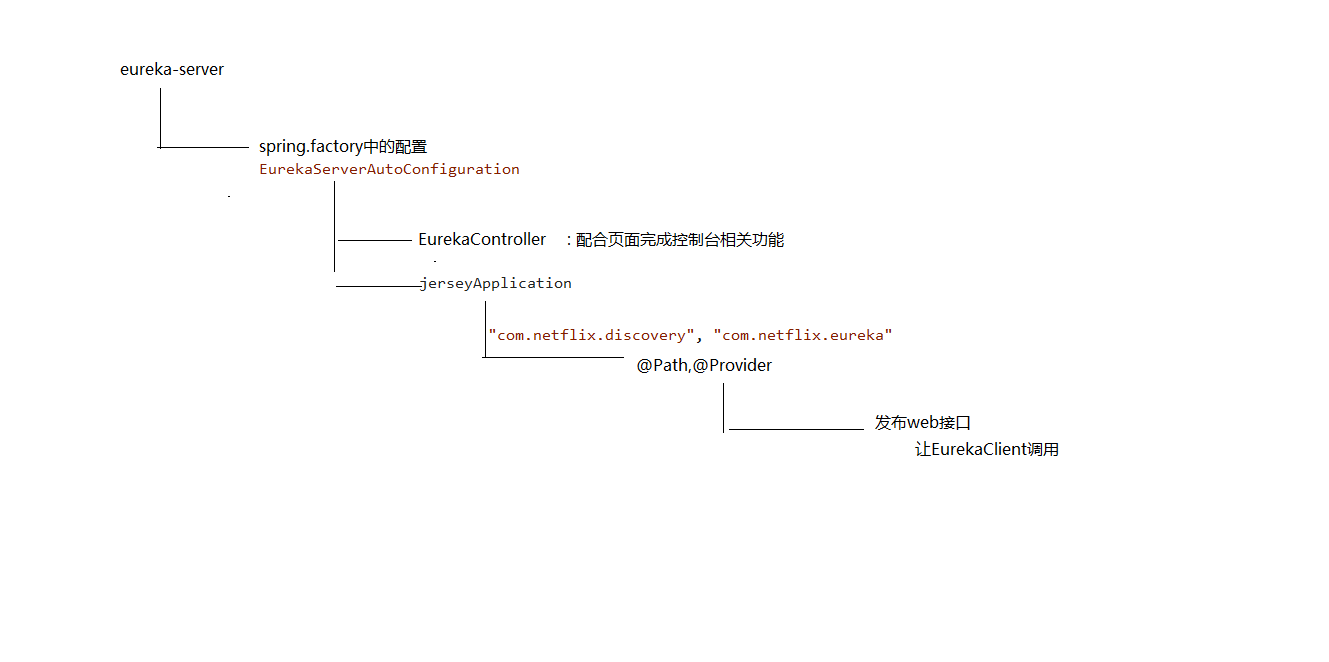 eureka-server
spring.factory中的配置
EurekaServerAutoConfiguration
EurekaController : 配合页面完成控制台相关功能
jerseyApplication
"com.netflix.discovery", "com.netflix.eureka"
@Path,@Provider
发布web接口
让EurekaClient调用